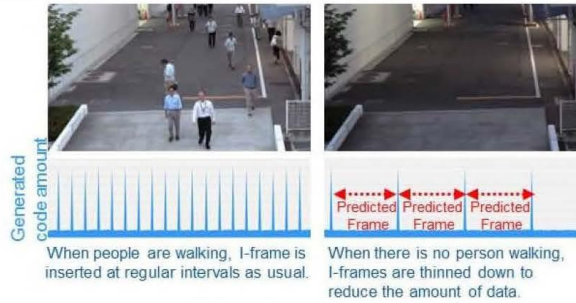 Generated
code amount
Predicted Predicted Predicted
Frame Frame Frame
When people are walking, I-frame is
inserted at regular intervals as usual.
When there is no person walking,
I-frames are thinned down to
reduce the amount of data.